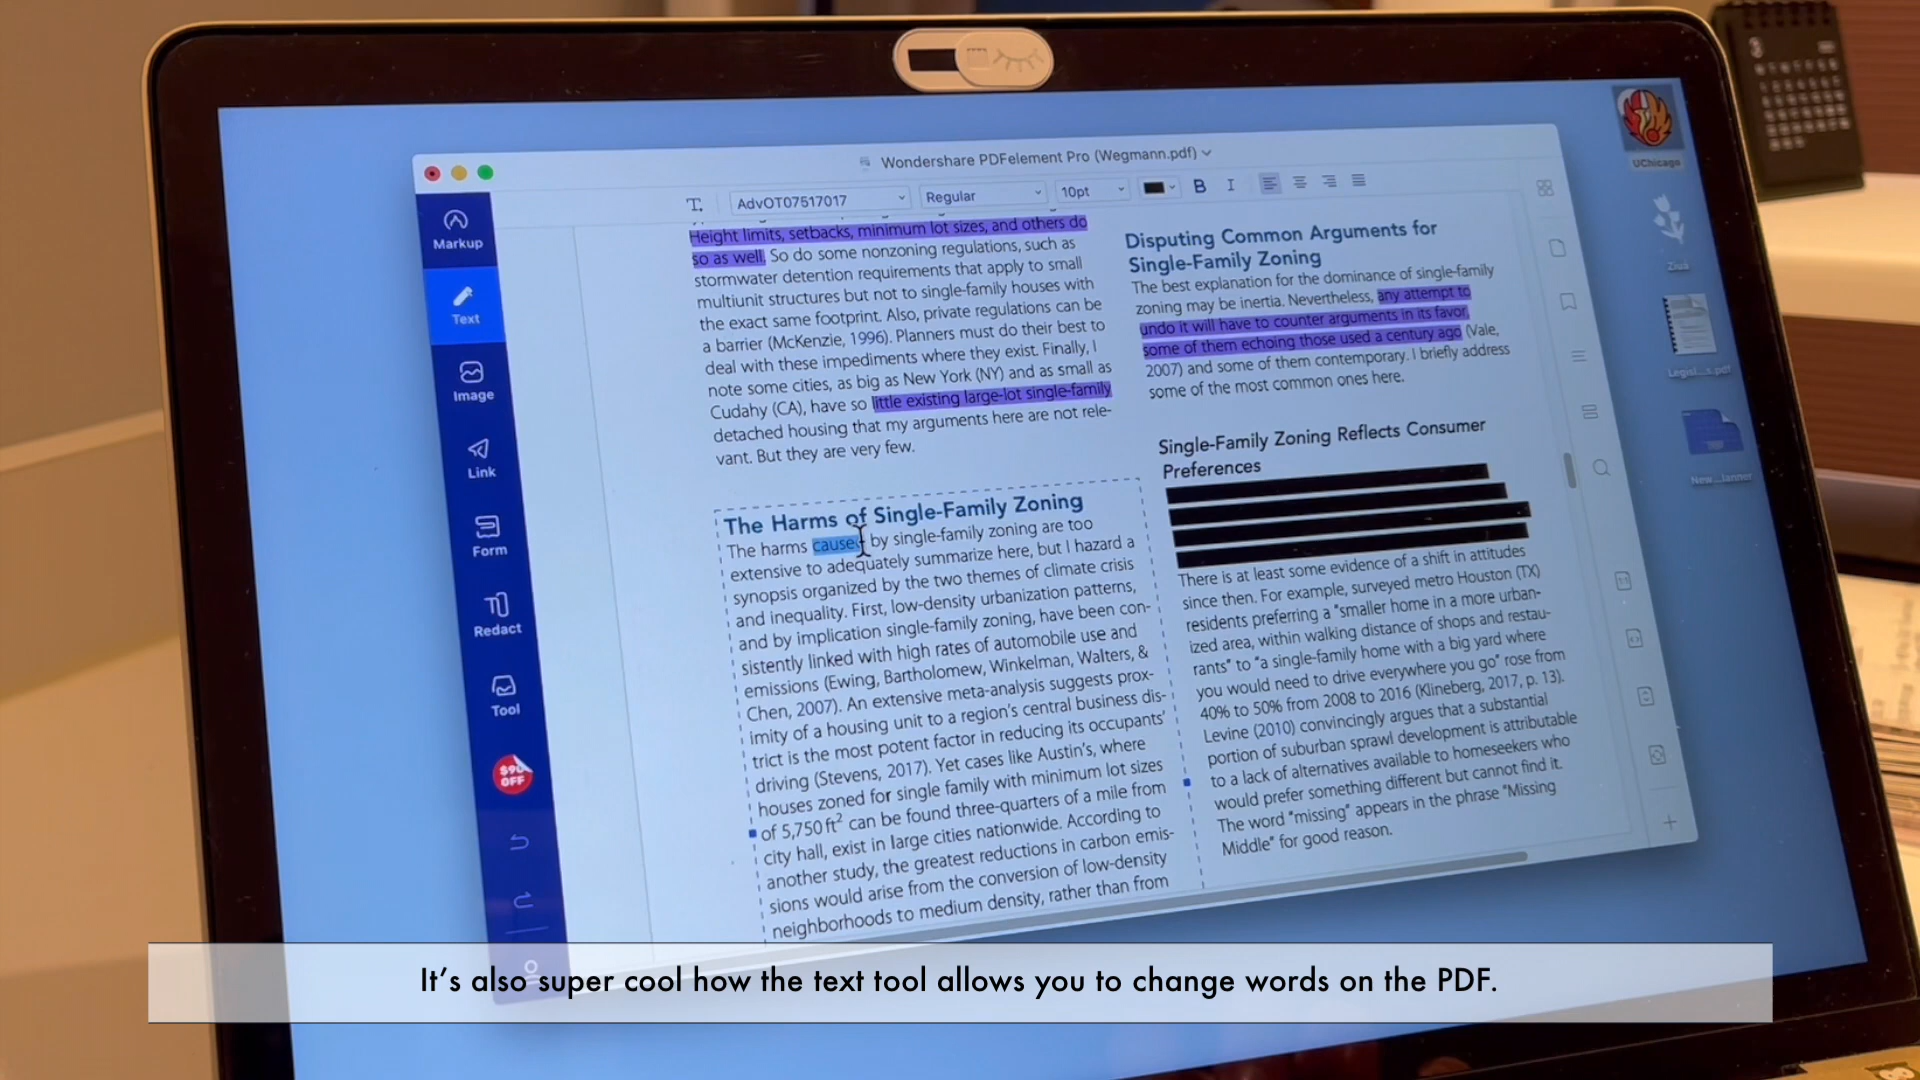 Wondershare PDFelement Pro (Wegmann.pdf)
AdvOT07517017
Regular
10pt
B
I
Markup
Text
Image
Link
Form
Redact
Tool
OFF
Height limits, setbacks, minimum lot sizes, and others do
so as well. So do some nonzoning regulations, such as
stormwater detention requirements that apply to small
multiunit structures but not to single-family houses with
the exact same footprint. Also, private regulations can be
a barrier (McKenzie, 1996). Planners must do their best to
deal with these impediments where they exist. Finally, I
note some cities, as big as New York (NY) and as small as
Cudahy (CA), have so little existing large-lot single-family
detached housing that my arguments here are not rele-
vant. But they are very few.
The Harms of Single-Family Zoning
The harms caused by single-family zoning are too
extensive to adequately summarize here, but I hazard a
synopsis organized by the two themes of climate crisis
and inequality. First, low-density urbanization patterns,
and by implication single-family zoning, have been con-
sistently linked with high rates of automobile use and
emissions (Ewing, Bartholomew, Winkelman, Walters, &
Chen, 2007). An extensive meta-analysis suggests prox-
imity of a housing unit to a region's central business dis-
trict is the most potent factor in reducing its occupants'
driving (Stevens, 2017). Yet cases like Austin's, where
houses zoned for single family with minimum lot sizes
of 5,750 ft2 can be found three-quarters of a mile from
city hall, exist in large cities nationwide. According to
another study, the greatest reductions in carbon emis-
sions would arise from the conversion of low-density
neighborhoods to medium density, rather than from
Disputing Common Arguments for
Single-Family Zoning
The best explanation for the dominance of single-family
zoning may be inertia. Nevertheless, any attempt to
undo it will have to counter arguments in its favor,
some of them echoing those used a century ago (Vale,
2007) and some of them contemporary. I briefly address
some of the most common ones here.
Single-Family Zoning Reflects Consumer
Preferences
There is at least some evidence of a shift in attitudes
since then. For example, surveyed metro Houston (TX)
residents preferring a "smaller home in a more urban-
ized area, within walking distance of shops and restau-
rants" to "a single-family home with a big yard where
you would need to drive everywhere you go" rose from
40% to 50% from 2008 to 2016 (Klineberg, 2017, p. 13).
Levine (2010) convincingly argues that a substantial
portion of suburban sprawl development is attributable
to a lack of alternatives available to homeseekers who
would prefer something different but cannot find it.
The word "missing" appears in the phrase "Missing
Middle" for good reason.
UChicago
Legisl...s.pdf
New...lanner
It's also super cool how the text tool allows you to change words on the PDF.